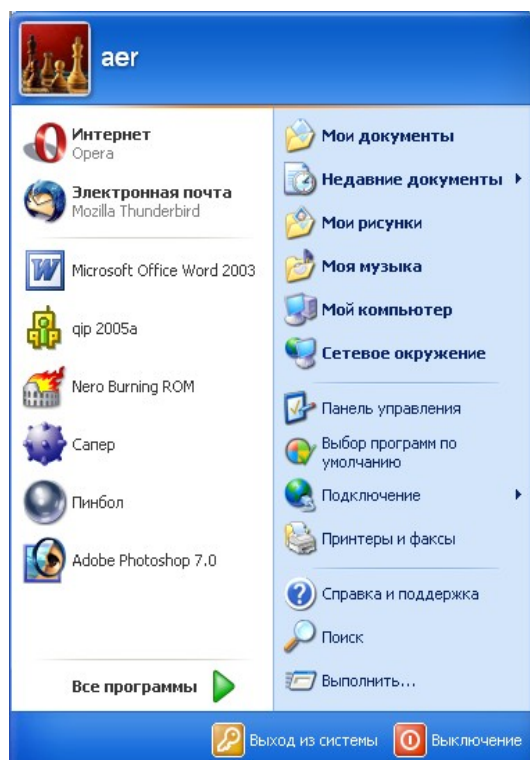 aer
Интернет
Opera
Электронная почта
Mozilla Thunderbird
Microsoft Office Word 2003
qip 2005a
Nero Burning ROM
Сапер
Пинбол
Adobe Photoshop 7.0
Все программы
Мои документы
Недавние документы
Мои рисунки
Моя музыка
Мой компьютер
Сетевое окружение
Панель управления
Выбор программ по
умолчанию
Подключение
Принтеры и факсы
Справка и поддержка
Поиск
Выполнить...
Выход из системы
Выключение